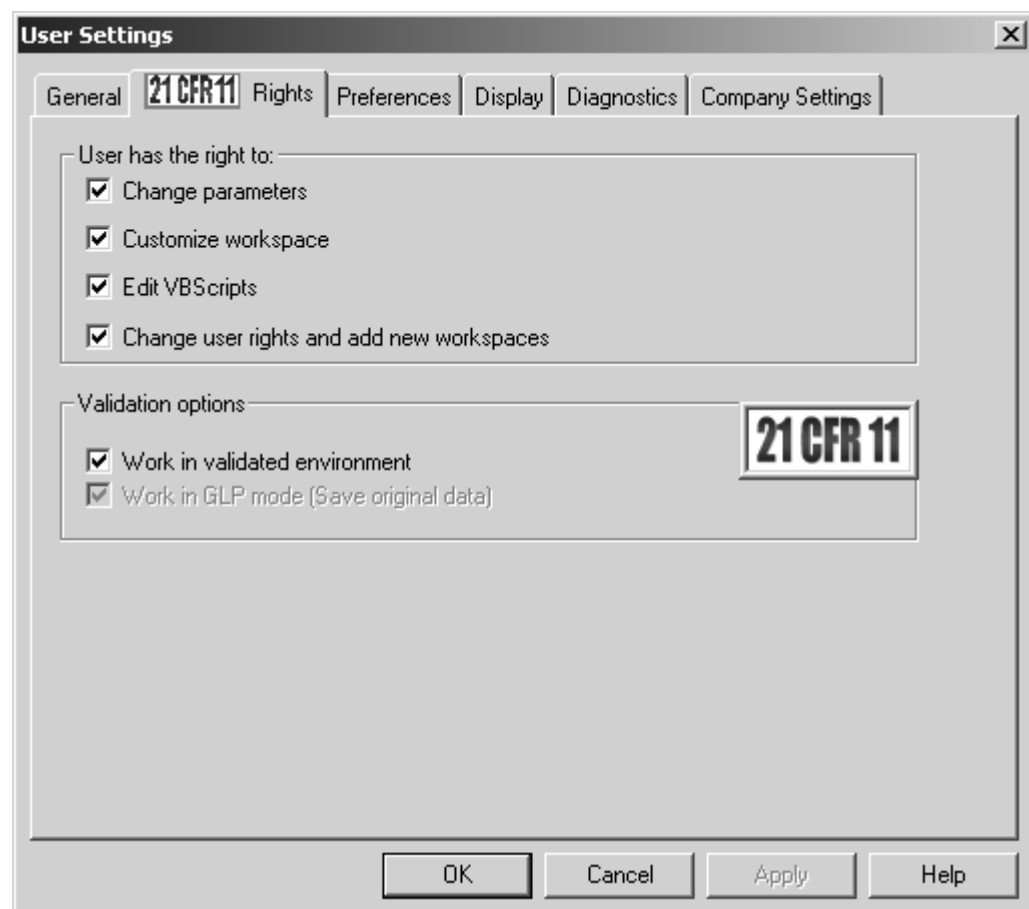 User Settings
General 21 CFR 11 Rights Preferences Display Diagnostics Company Settings
User has the right to:
Change parameters
Customize workspace
Edit VBScripts
Change user rights and add new workspaces
Validation options
21 CFR 11
Work in validated environment
Work in GLP mode (Save original data)
OK Cancel Apply Help